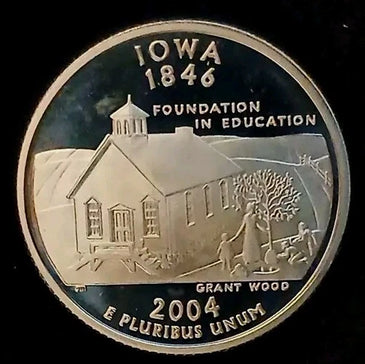 IOWA
1846
FOUNDATION
IN EDUCATION
GRANT WOOD
2004
E PLURIBUS UNUM